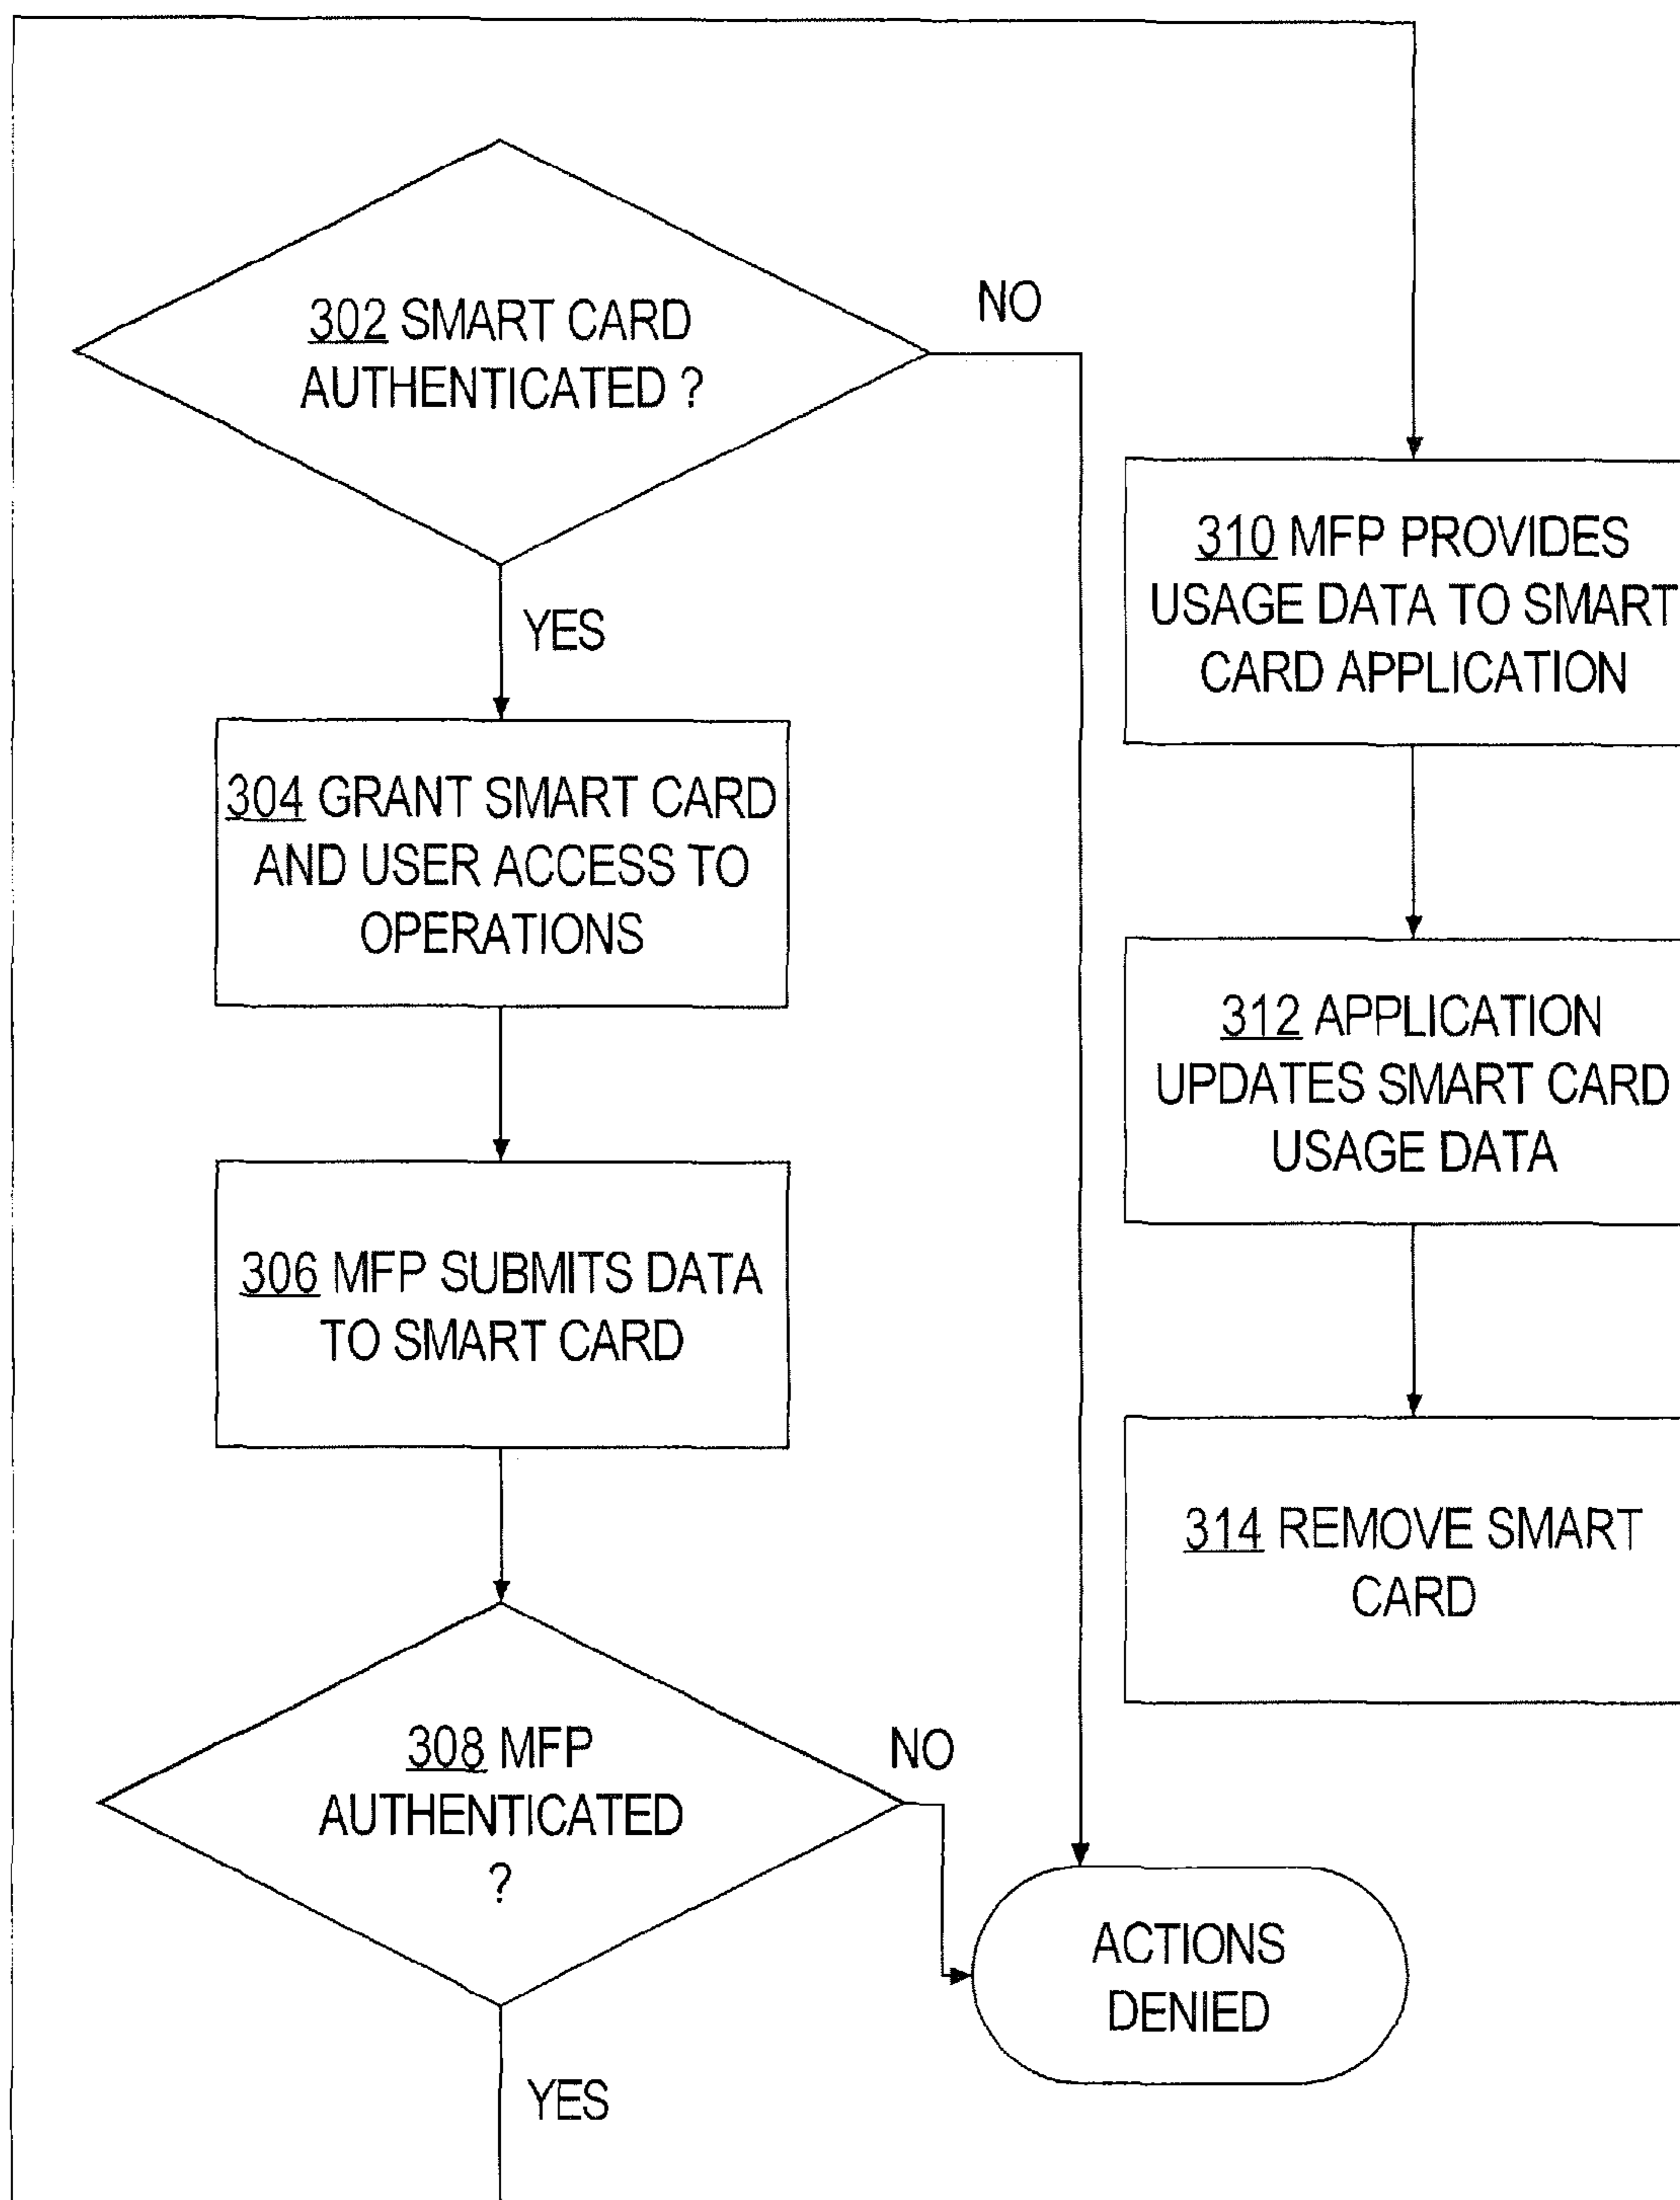 302 SMART CARD
AUTHENTICATED ?
NO
YES
304 GRANT SMART CARD
AND USER ACCESS TO
OPERATIONS
306 MFP SUBMITS DATA
TO SMART CARD
308 MFP
AUTHENTICATED
?
NO
YES
ACTIONS
DENIED
310 MFP PROVIDES
USAGE DATA TO SMART
CARD APPLICATION
312 APPLICATION
UPDATES SMART CARD
USAGE DATA
314 REMOVE SMART
CARD